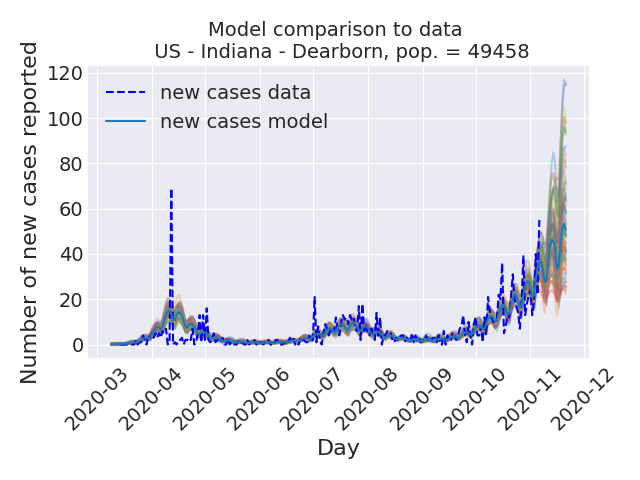 Model comparison to data
US - Indiana - Dearborn, pop. = 49458
Number of new cases reported
120
100
80
60
40
20
0
new cases data
new cases model
2020-03
2020-04
2020-05
2020-06
2020-07
2020-08
2020-09
2020-10
2020-11
2020-12
Day